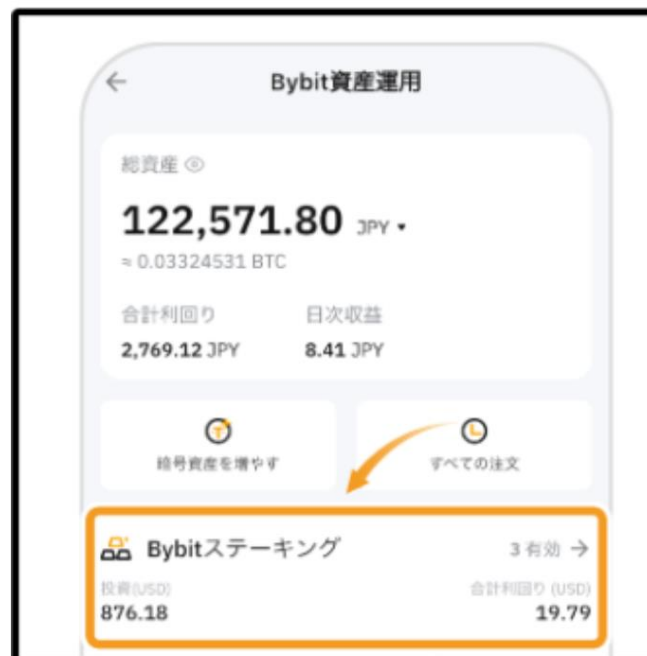 Bybit資産運用
総資産
122,571.80 JPY
≈ 0.03324531 BTC
合計利回り 日次収益
2,769.12 JPY 8.41 JPY
暗号資産を増やす すべての注文
Bybitステーキング 3 有効 →
投資(USD) 合計利回り (USD)
876.18 19.79